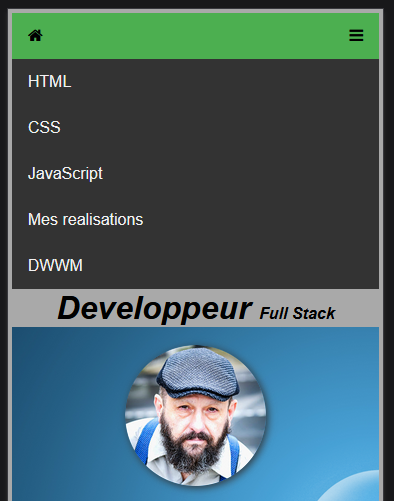 HTML
CSS
JavaScript
Mes realisations
DWWM
Developpeur Full Stack